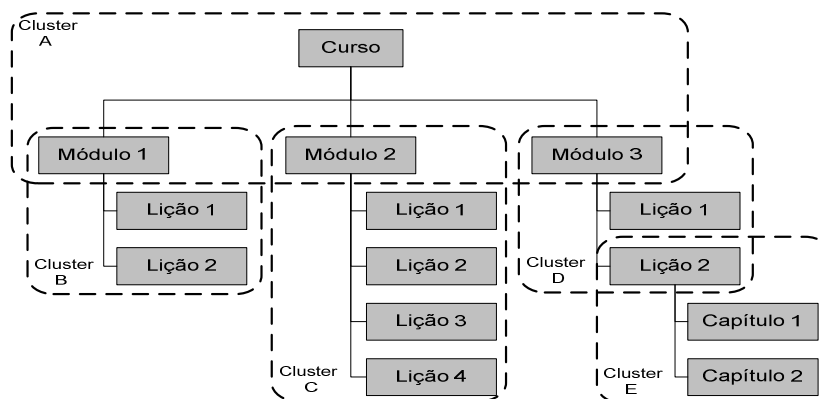 Cluster
A
Curso
Módulo 1
Módulo 2
Módulo 3
Lição 1
Lição 1
Lição 1
Lição 2
Lição 2
Lição 2
Cluster
B
Cluster
D
Lição 3
Capítulo 1
Lição 4
Capítulo 2
Cluster
C
Cluster
E